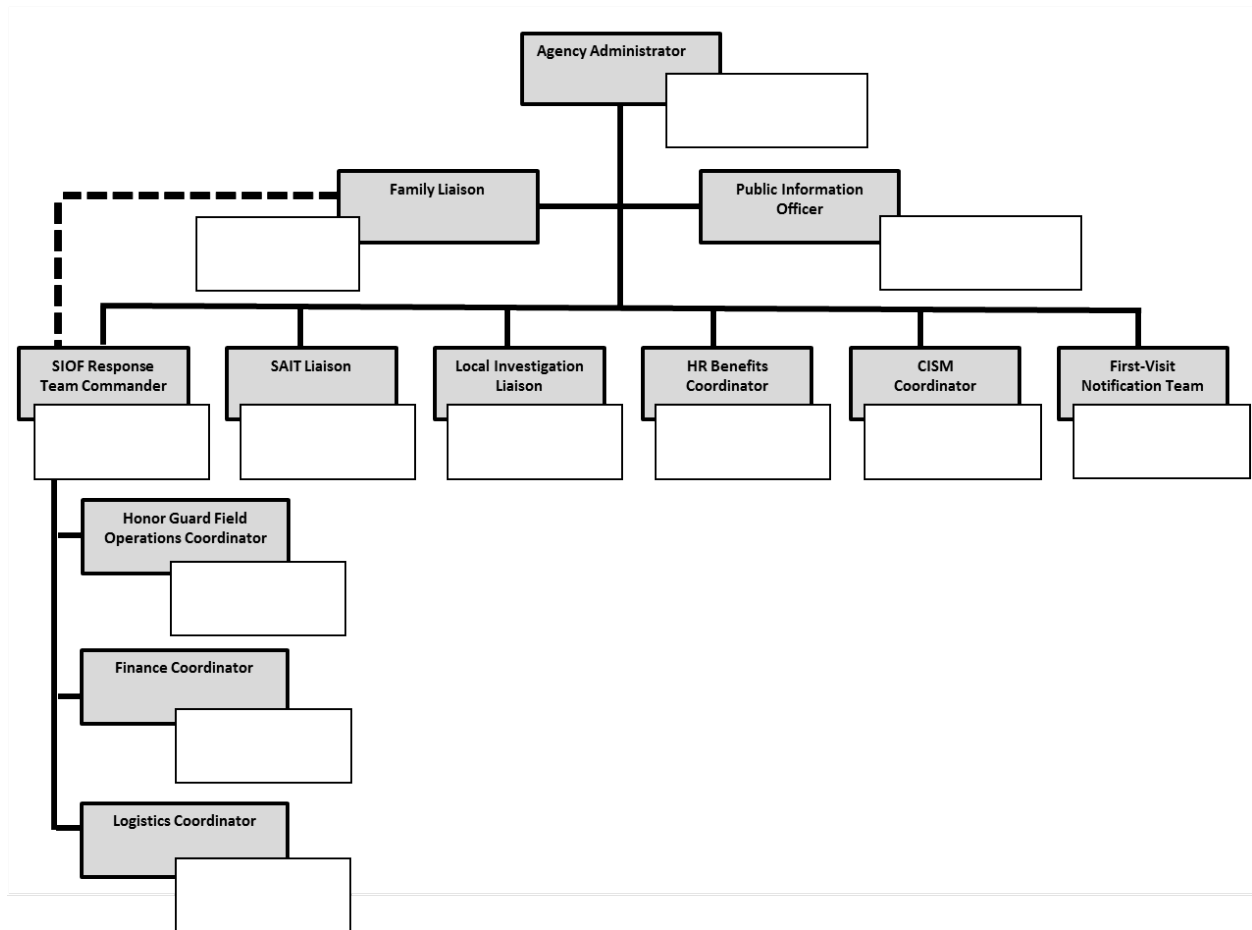 Agency Administrator
Family Liaison
Public Information
Officer
SIOF Response
Team Commander
SAIT Liaison
Local Investigation
Liaison
HR Benefits
Coordinator
CISM
Coordinator
First-Visit
Notification Team
Honor Guard Field
Operations Coordinator
Finance Coordinator
Logistics Coordinator